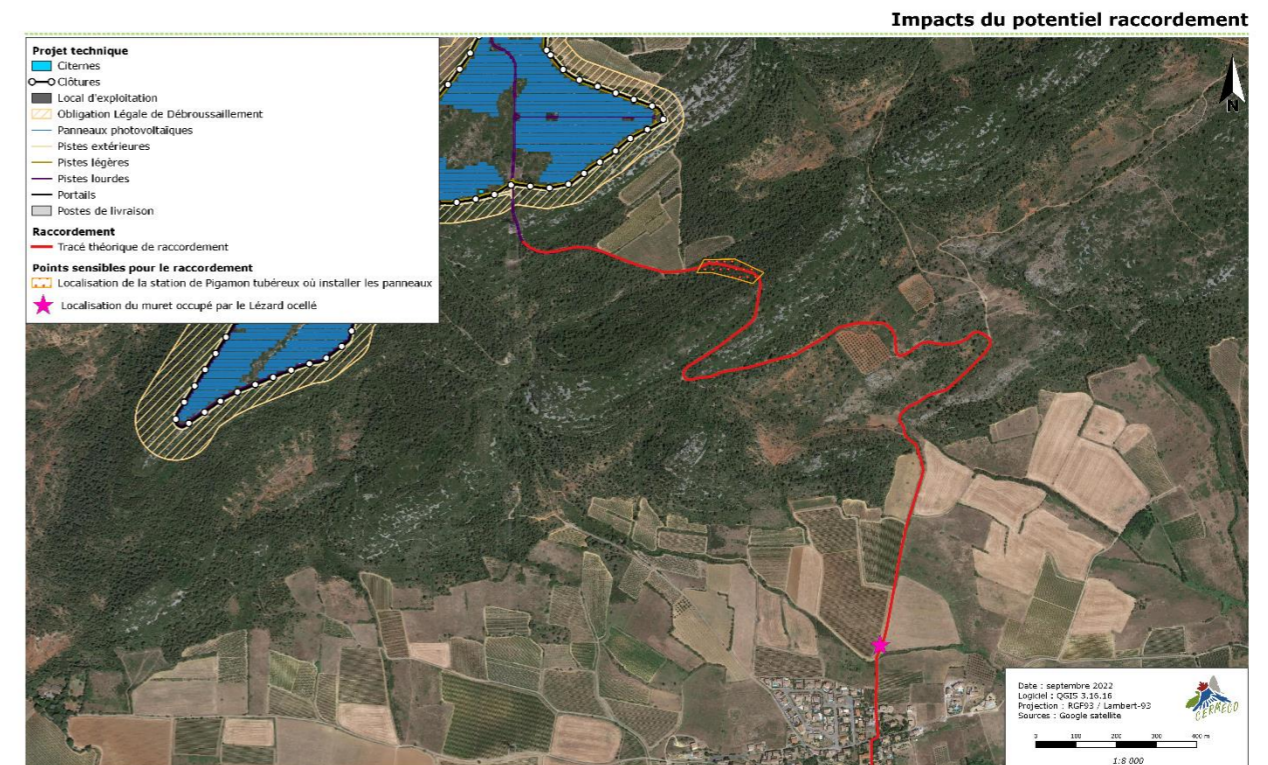 Impacts du potentiel raccordement
Projet technique
Citernes
Clôtures
Local d'exploitation
Obligation Légale de Débroussaillement
Panneaux photovoltaïques
Pistes extérieures
Pistes légères
Pistes lourdes
Portails
Postes de livraison
Raccordement
Tracé théorique de raccordement
Points sensibles pour le raccordement
Localisation de la station de Pigamon tubéreux où installer les panneaux
Localisation du muret occupé par le Lézard ocellé
N
Date : septembre 2022
Logiciel : QGIS 3.16.16
Projection : RGF93 / Lambert-93
Sources : Google satellite
CERMECO
0 100 200 300 400 m
1:8 000